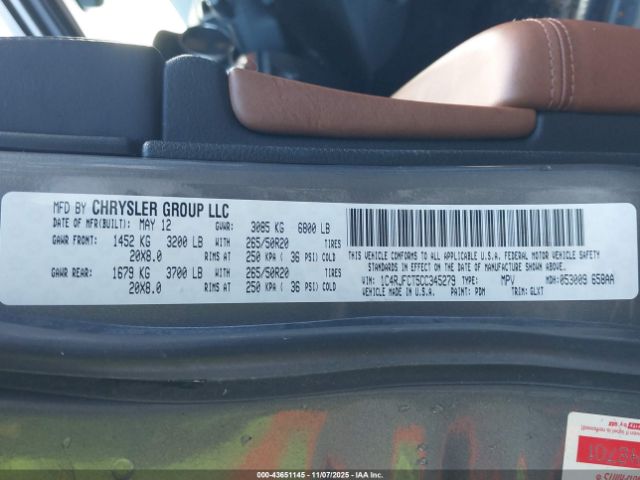 MFD BY CHRYSLER GROUP LLC
DATE OF MFR(BUILT): MAY 12 GVWR: 3085 KG 6800 LB
GAWR FRONT: 1452 KG 3200 LB WITH 265/50R20 TIRES
20X8.0 RIMS AT 250 KPA ( 36 PSI) COLD
GAWR REAR: 1679 KG 3700 LB WITH 265/50R20 TIRES
20X8.0 RIMS AT 250 KPA ( 36 PSI) COLD
THIS VEHICLE CONFORMS TO ALL APPLICABLE U.S.A. FEDERAL MOTOR VEHICLE SAFETY
STANDARDS IN EFFECT ON THE DATE OF MANUFACTURE SHOWN ABOVE.
VIN: 1C4RJFCT5CC345279 TYPE: MPV MDH: 053009 658AA
VEHICLE MADE IN U.S.A. PAINT: PDM TRIM: GLXT
43651145 - 11/07/2025 - IAA Inc.